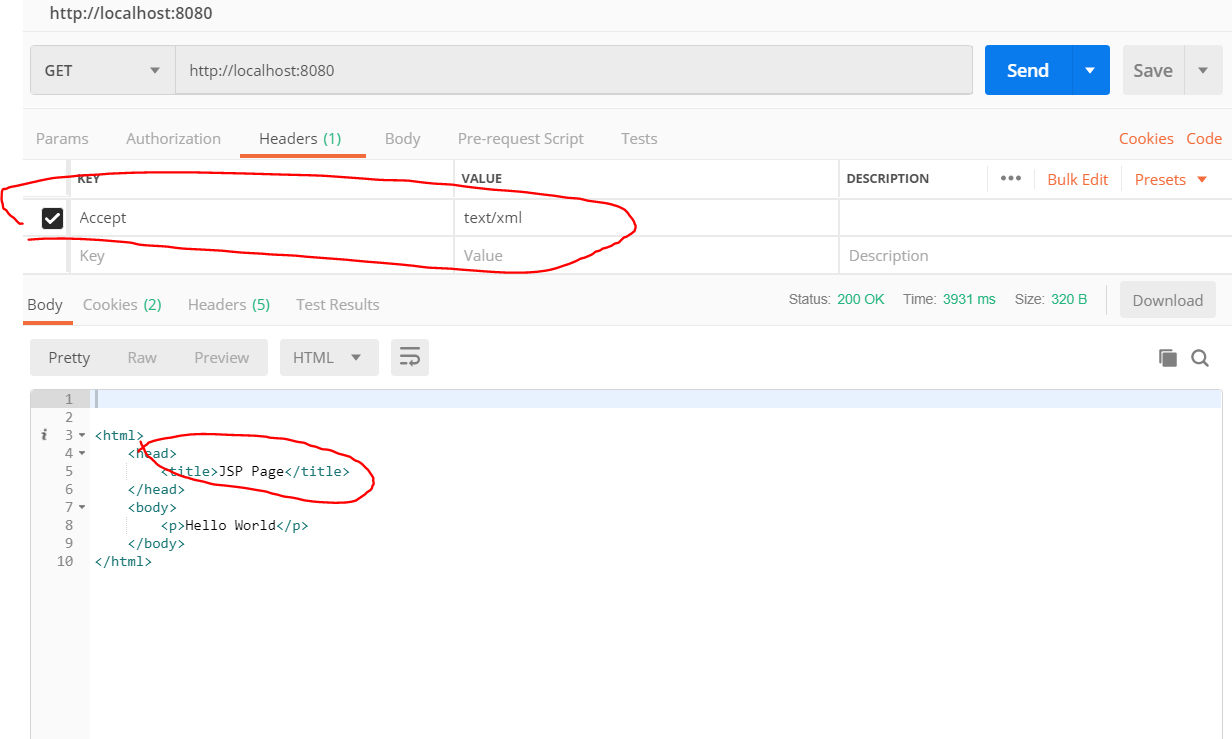 http://localhost:8080
GET http://localhost:8080 Send Save
Params Authorization Headers (1) Body Pre-request Script Tests Cookies Code
KEY VALUE DESCRIPTION ••• Bulk Edit Presets
Accept text/xml
Key Value Description
Body Cookies (2) Headers (5) Test Results Status: 200 OK Time: 3931 ms Size: 320 B Download
Pretty Raw Preview HTML
1
2
i 3 <html>
4 <head>
5 <title>JSP Page</title>
6 </head>
7 <body>
8 <p>Hello World</p>
9 </body>
10 </html>